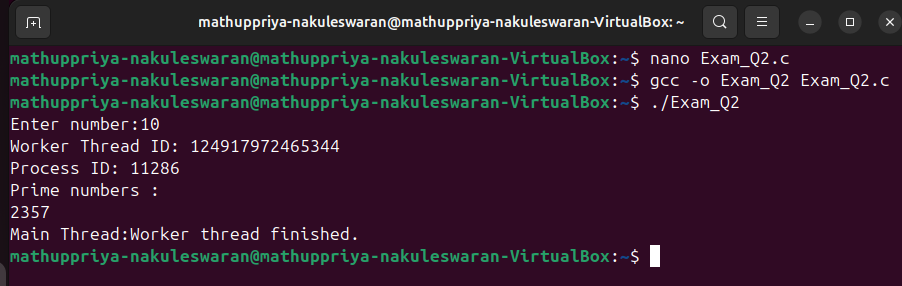 mathuppriya-nakuleswaran@mathuppriya-nakuleswaran-VirtualBox: ~
mathuppriya-nakuleswaran@mathuppriya-nakuleswaran-VirtualBox:~$ nano Exam_Q2.c
mathuppriya-nakuleswaran@mathuppriya-nakuleswaran-VirtualBox:~$ gcc -o Exam_Q2 Exam_Q2.c
mathuppriya-nakuleswaran@mathuppriya-nakuleswaran-VirtualBox:~$ ./Exam_Q2
Enter number:10
Worker Thread ID: 124917972465344
Process ID: 11286
Prime numbers :
2357
Main Thread:Worker thread finished.
mathuppriya-nakuleswaran@mathuppriya-nakuleswaran-VirtualBox:~$